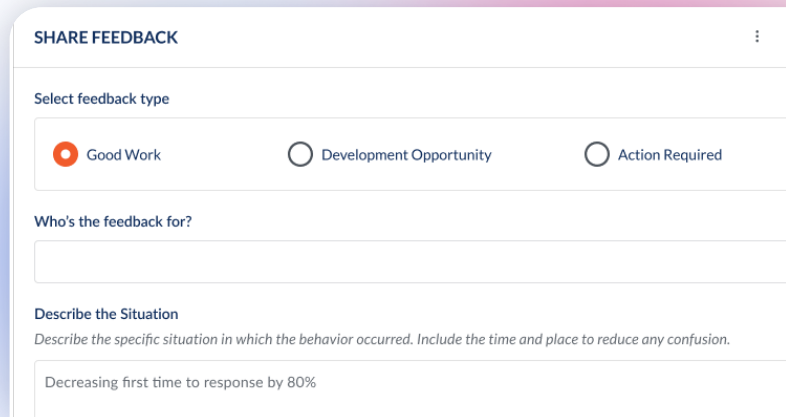 SHARE FEEDBACK
Select feedback type
Good Work Development Opportunity Action Required
Who's the feedback for?
Describe the Situation
Describe the specific situation in which the behavior occurred. Include the time and place to reduce any confusion.
Decreasing first time to response by 80%